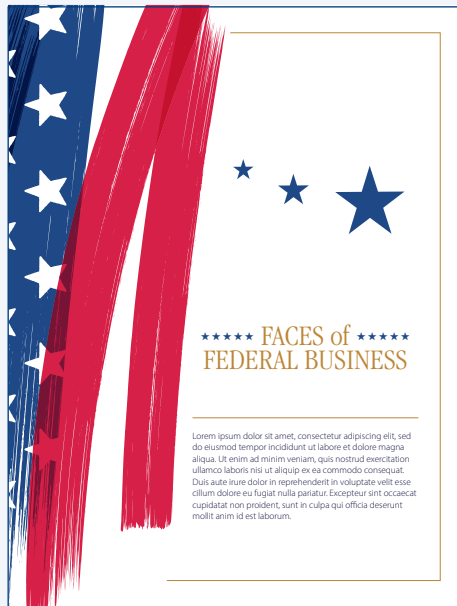 FACES of
FEDERAL BUSINESS
Lorem ipsum dolor sit amet, consectetur adipiscing elit, sed
do eiusmod tempor incididunt ut labore et dolore magna
aliqua. Ut enim ad minim veniam, quis nostrud exercitation
ullamco laboris nisi ut aliquip ex ea commodo consequat.
Duis aute irure dolor in reprehenderit in voluptate velit esse
cillum dolore eu fugiat nulla pariatur. Excepteur sint occaecat
cupidatat non proident, sunt in culpa qui officia deserunt
mollit anim id est laborum.